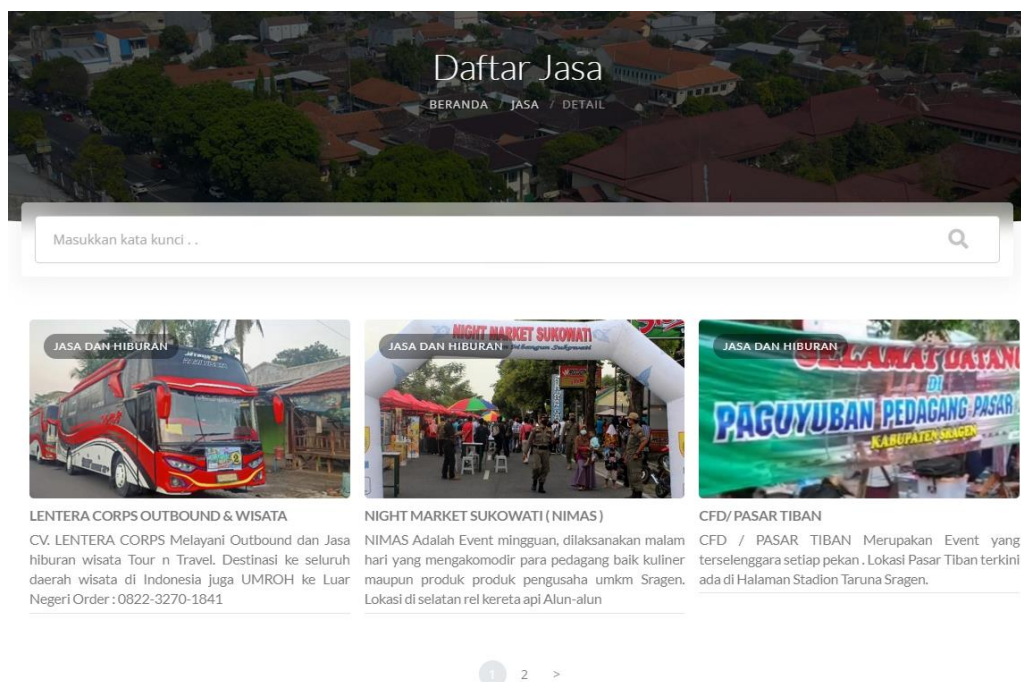 Daftar Jasa
BERANDA / JASA / DETAIL
Masukkan kata kunci . .
JASA DAN HIBURAN
LENTERA CORPS OUTBOUND & WISATA
CV. LENTERA CORPS Melayani Outbound dan Jasa
hiburan wisata Tour n Travel. Destinasi ke seluruh
daerah wisata di Indonesia juga UMROH ke Luar
Negeri Order : 0822-3270-1841
NIGHT MARKET SUKOWATI
JASA DAN HIBURAN
NIGHT MARKET SUKOWATI ( NIMAS )
NIMAS Adalah Event mingguan, dilaksanakan malam
hari yang mengakomodir para pedagang baik kuliner
maupun produk produk pengusaha umkm Sragen.
Lokasi di selatan rel kereta api Alun-alun
JASA DAN HIBURAN
SELAMAT DATANG
DI
PAGUYUBAN PEDAGANG PASAR
KABUPATEN SRAGEN
CFD/ PASAR TIBAN
CFD / PASAR TIBAN Merupakan Event yang
terselenggara setiap pekan . Lokasi Pasar Tiban terkini
ada di Halaman Stadion Taruna Sragen.
1 2 >